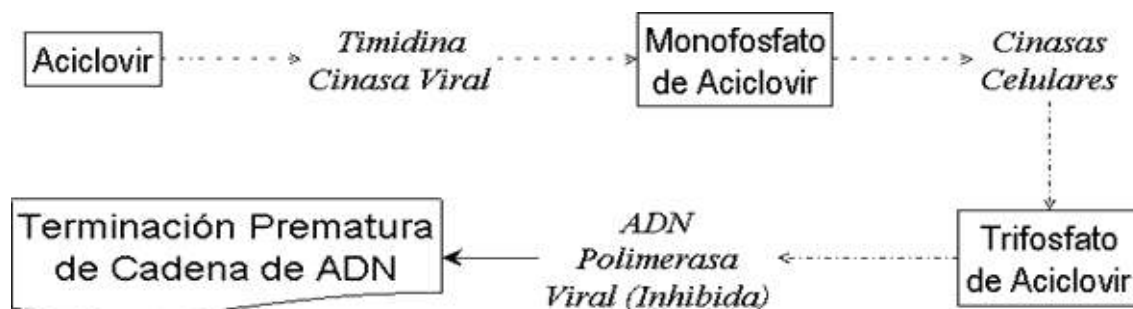 Aciclovir
Timidina
Cinasa Viral
Monofosfato
de Aciclovir
Cinasas
Celulares
Trifosfato
de Aciclovir
ADN
Polimerasa
Viral (Inhibida)
Terminación Prematura
de Cadena de ADN